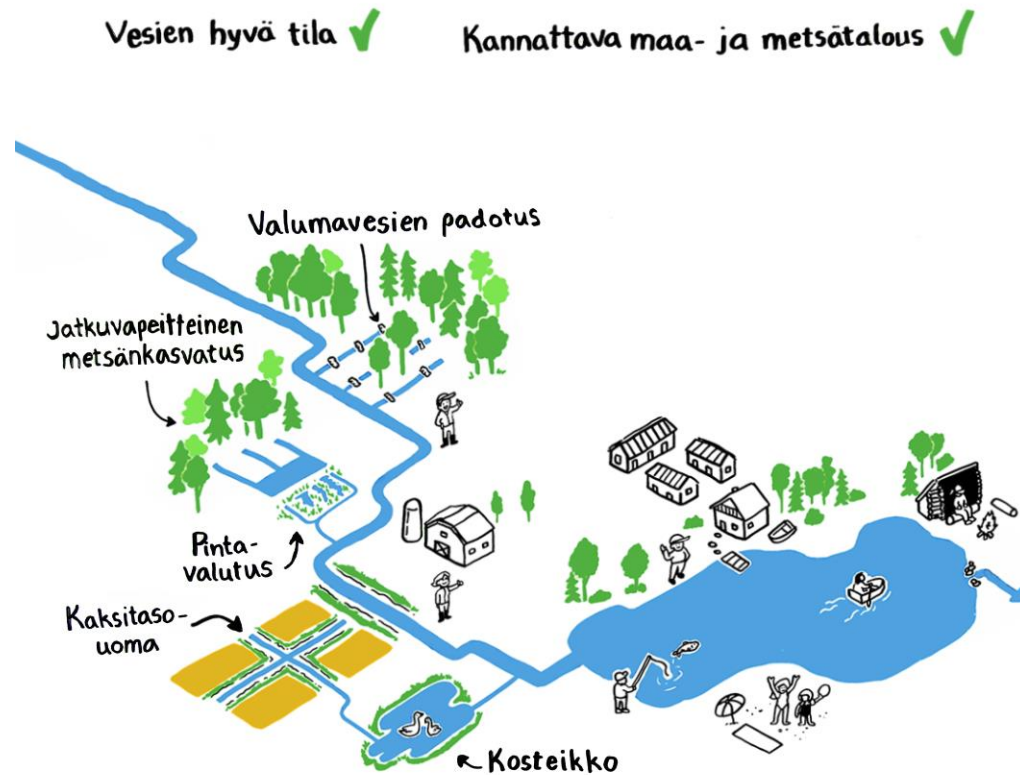 Vesien hyvä tila
Kannattava maa- ja metsätalous
Valumavesien padotus
Jatkuvapeitteinen
metsänkasvatus
Pinta-
valutus
Kaksitaso-
uoma
Kosteikko